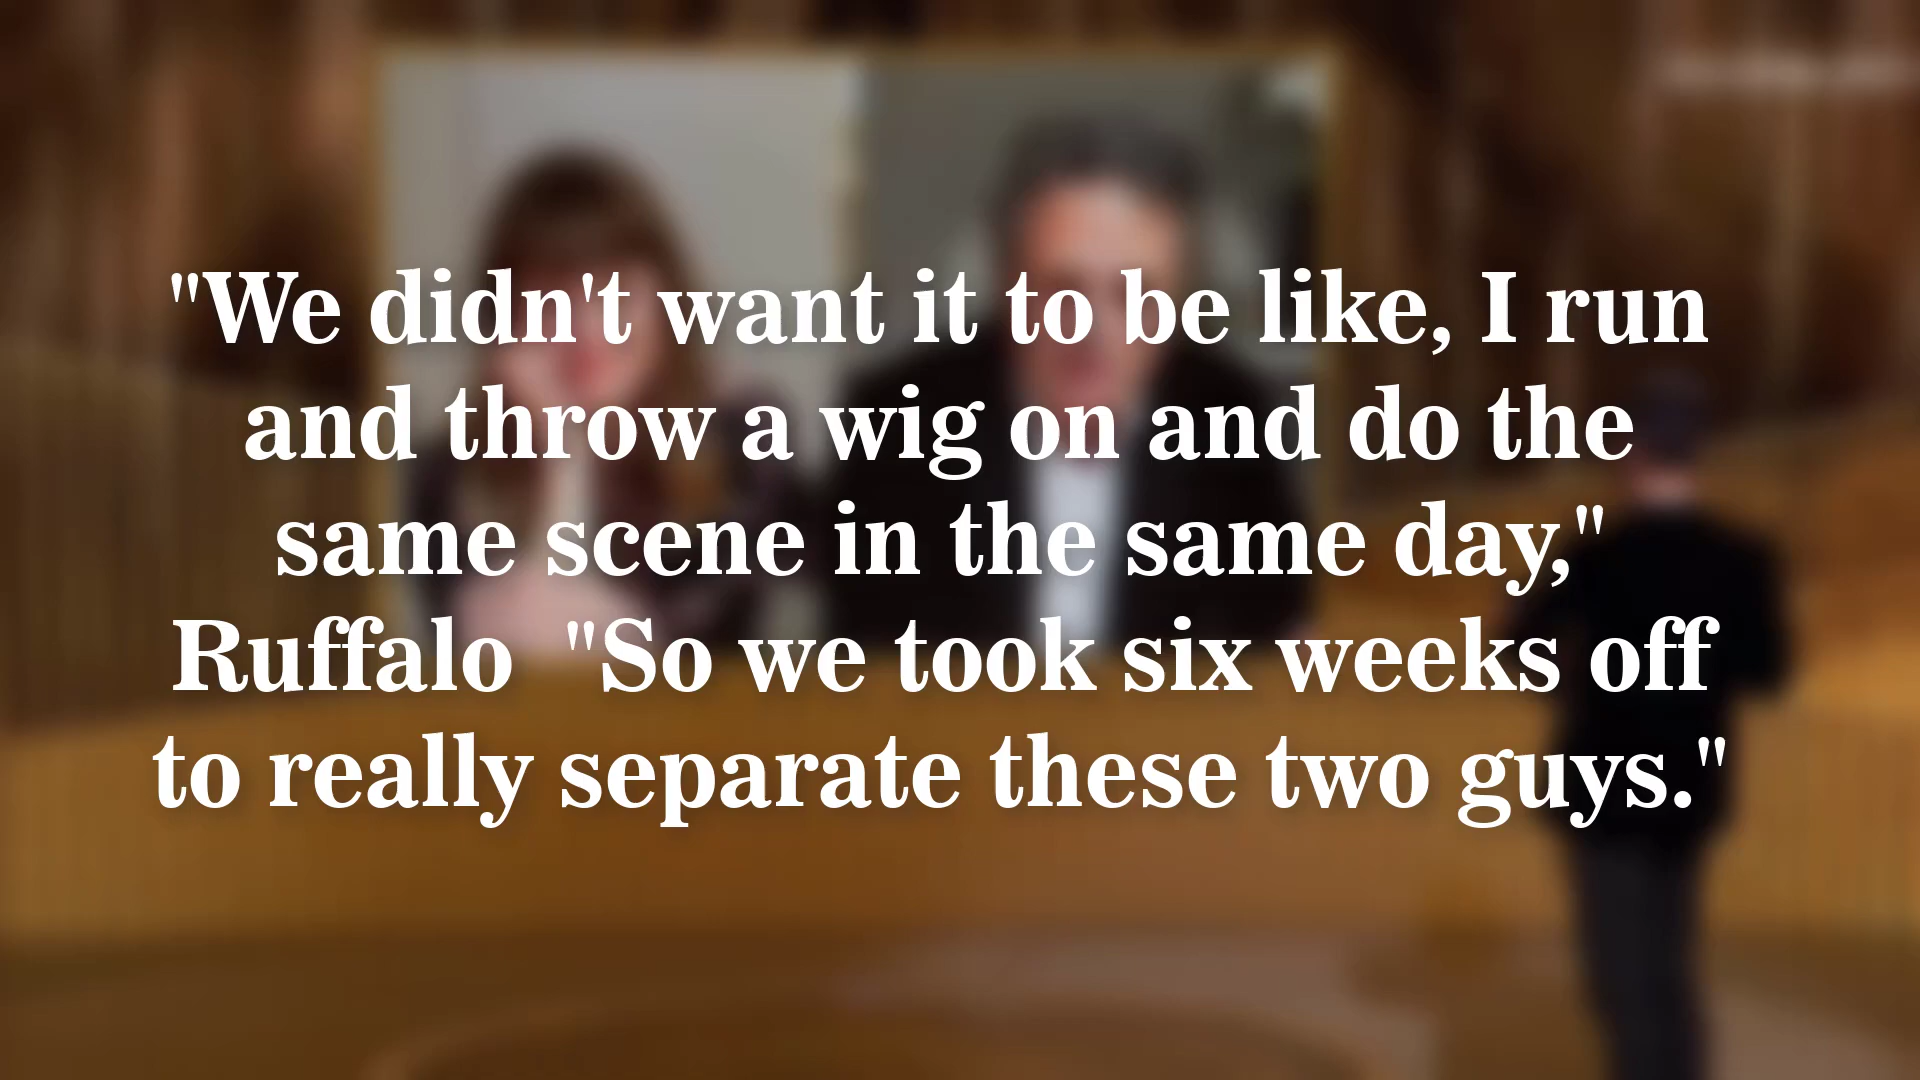 "We didn't want it to be like, I run
and throw a wig on and do the
same scene in the same day,"
Ruffalo  "So we took six weeks off
to really separate these two guys."